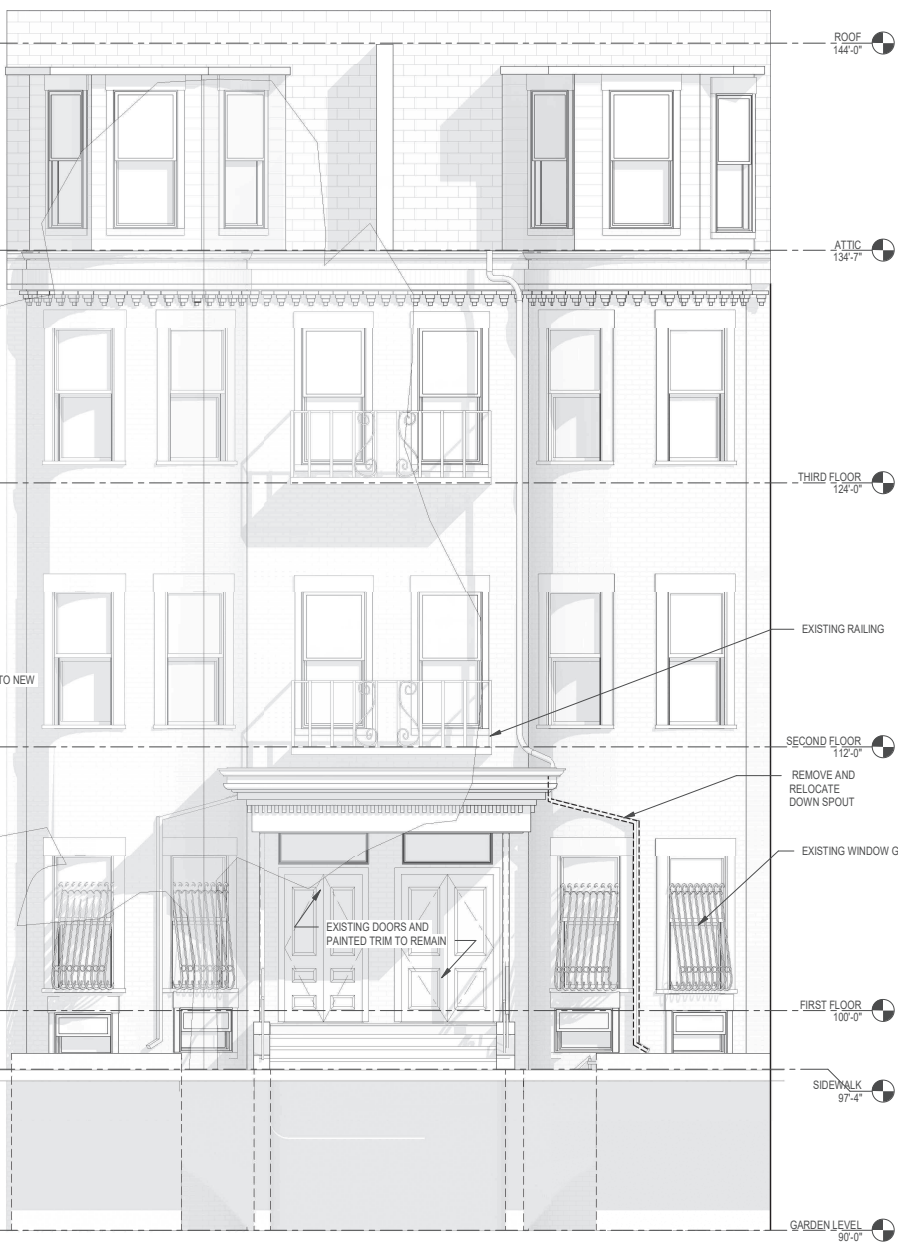 ROOF
144'-0"
ATTIC
134'-7"
THIRD FLOOR
124'-0"
EXISTING RAILING
TO NEW
SECOND FLOOR
112'-0"
REMOVE AND
RELOCATE
DOWN SPOUT
EXISTING WINDOW G
EXISTING DOORS AND
PAINTED TRIM TO REMAIN
FIRST FLOOR
100'-0"
SIDEWALK
97'-4"
GARDEN LEVEL
90'-0"